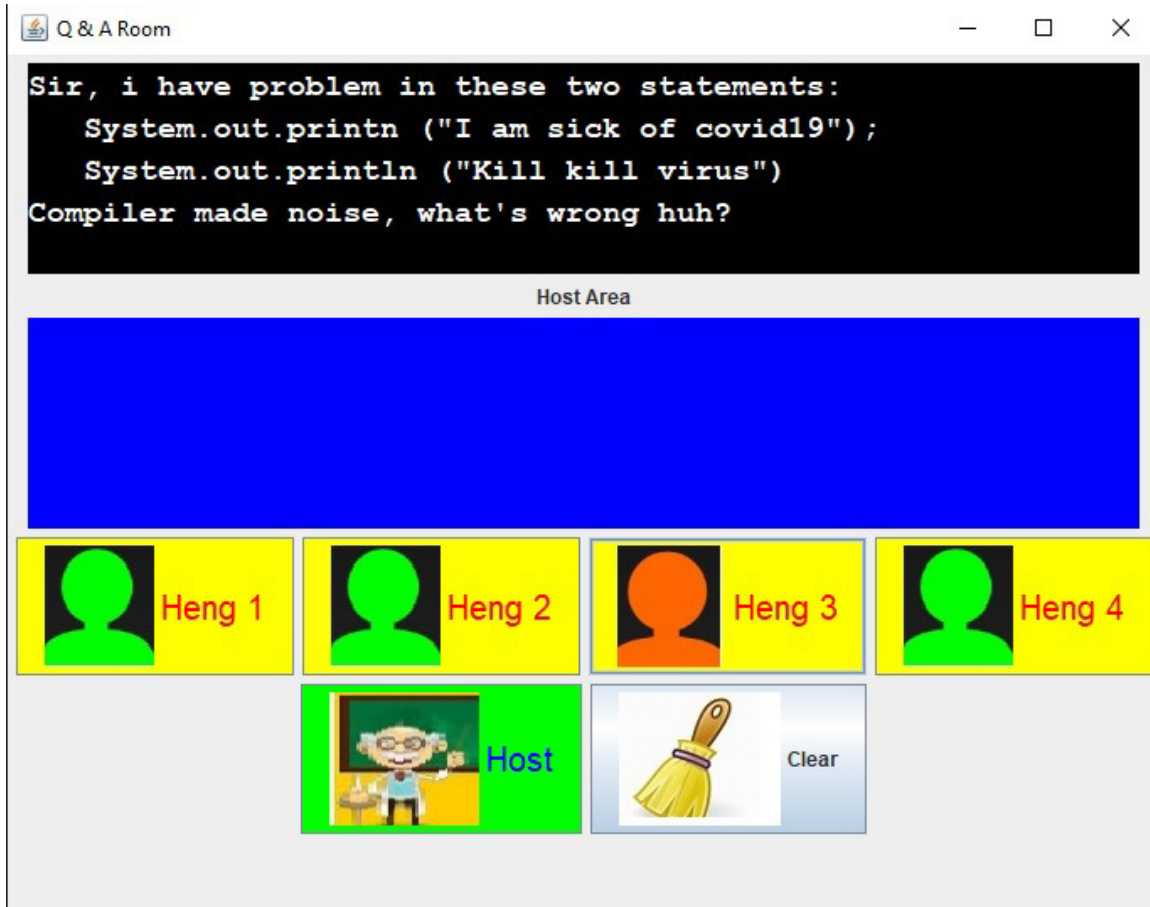 Q & A Room
Sir, i have problem in these two statements:
System.out.printn ("I am sick of covid19");
System.out.println ("Kill kill virus")
Compiler made noise, what's wrong huh?
Host Area
Heng 1
Heng 2
Heng 3
Heng 4
Host
Clear